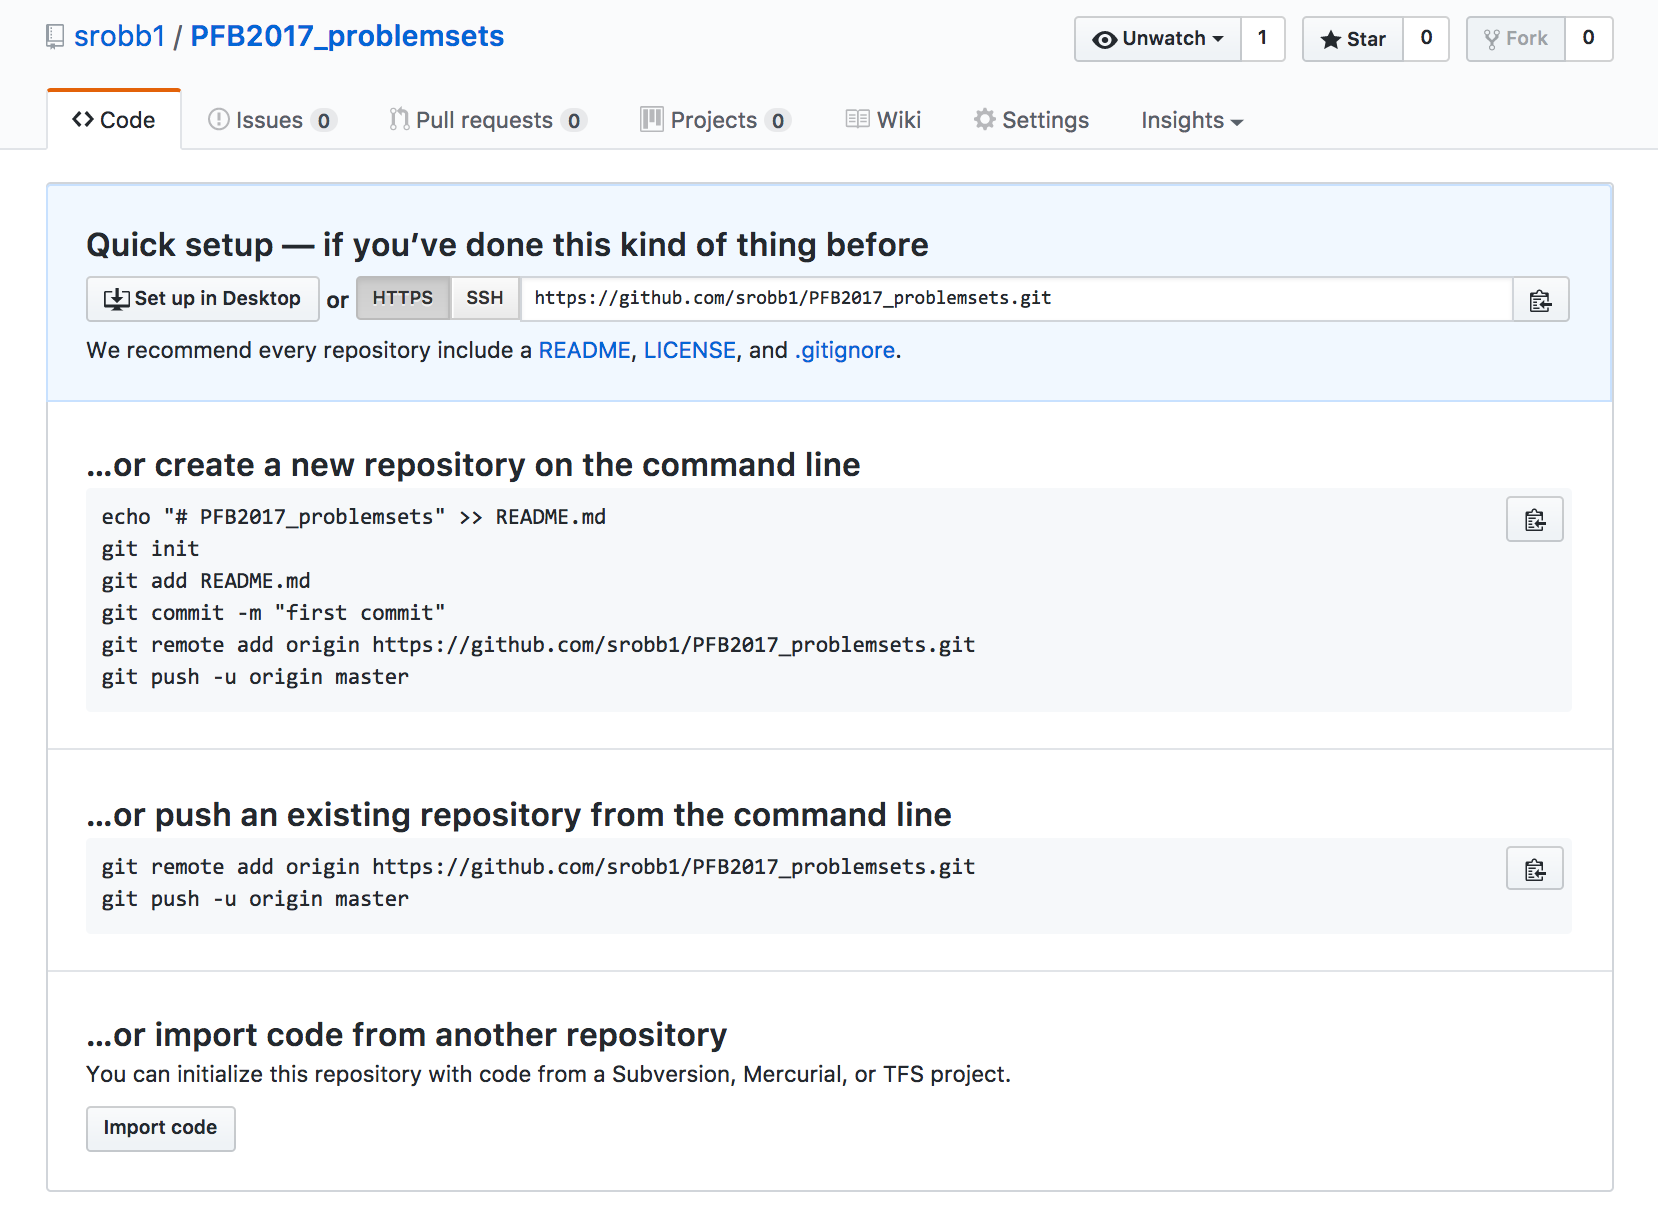 srobb1 / PFB2017_problemsets
Unwatch 1 Star 0 Fork 0
Code Issues 0 Pull requests 0 Projects 0 Wiki Settings Insights
Quick setup — if you’ve done this kind of thing before
Set up in Desktop or HTTPS SSH https://github.com/srobb1/PFB2017_problemsets.git
We recommend every repository include a README, LICENSE, and .gitignore.
…or create a new repository on the command line
echo "# PFB2017_problemsets" >> README.md
git init
git add README.md
git commit -m "first commit"
git remote add origin https://github.com/srobb1/PFB2017_problemsets.git
git push -u origin master
…or push an existing repository from the command line
git remote add origin https://github.com/srobb1/PFB2017_problemsets.git
git push -u origin master
…or import code from another repository
You can initialize this repository with code from a Subversion, Mercurial, or TFS project.
Import code